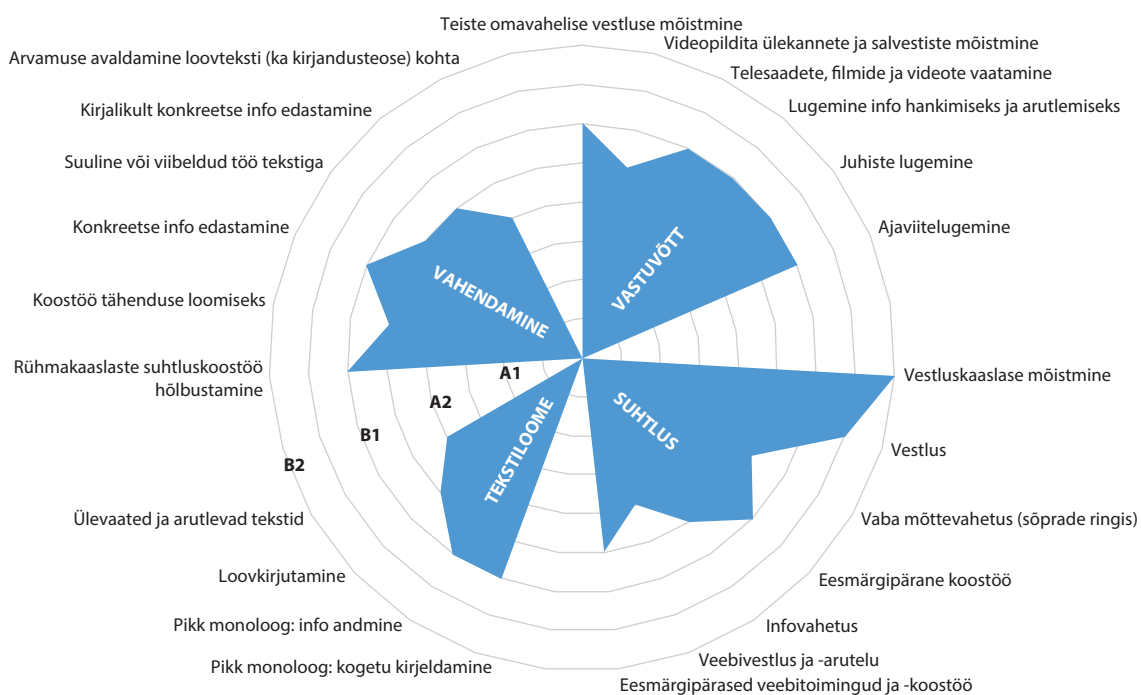 Teiste omavahelise vestluse mõistmine
Videopildita ülekannete ja salvestiste mõistmine
Telesaadete, filmide ja videote vaatamine
Lugemine info hankimiseks ja arutlemiseks
Juhiste lugemine
Ajaviitelugemine
Vestluskaaslase mõistmine
Vestlus
Vaba mõttevahetus (sõprade ringis)
Eesmärgipärane koostöö
Infovahetus
Veebivestlus ja -arutelu
Eesmärgipärased veebitoimingud ja -koostöö
Pikk monoloog: kogetu kirjeldamine
Pikk monoloog: info andmine
Loovkirjutamine
Ülevaated ja arutlevad tekstid
Rühmakaaslaste suhtluskoostöö
hõlbustamine
Koostöö tähenduse loomiseks
Konkreetse info edastamine
Suuline või viibeldud töö tekstiga
Kirjalikult konkreetse info edastamine
Arvamuse avaldamine loovteksti (ka kirjandusteose) kohta
VASTUVÕTT
SUHTLUS
TEKSTILOOME
VAHENDAMINE
A1
A2
B1
B2